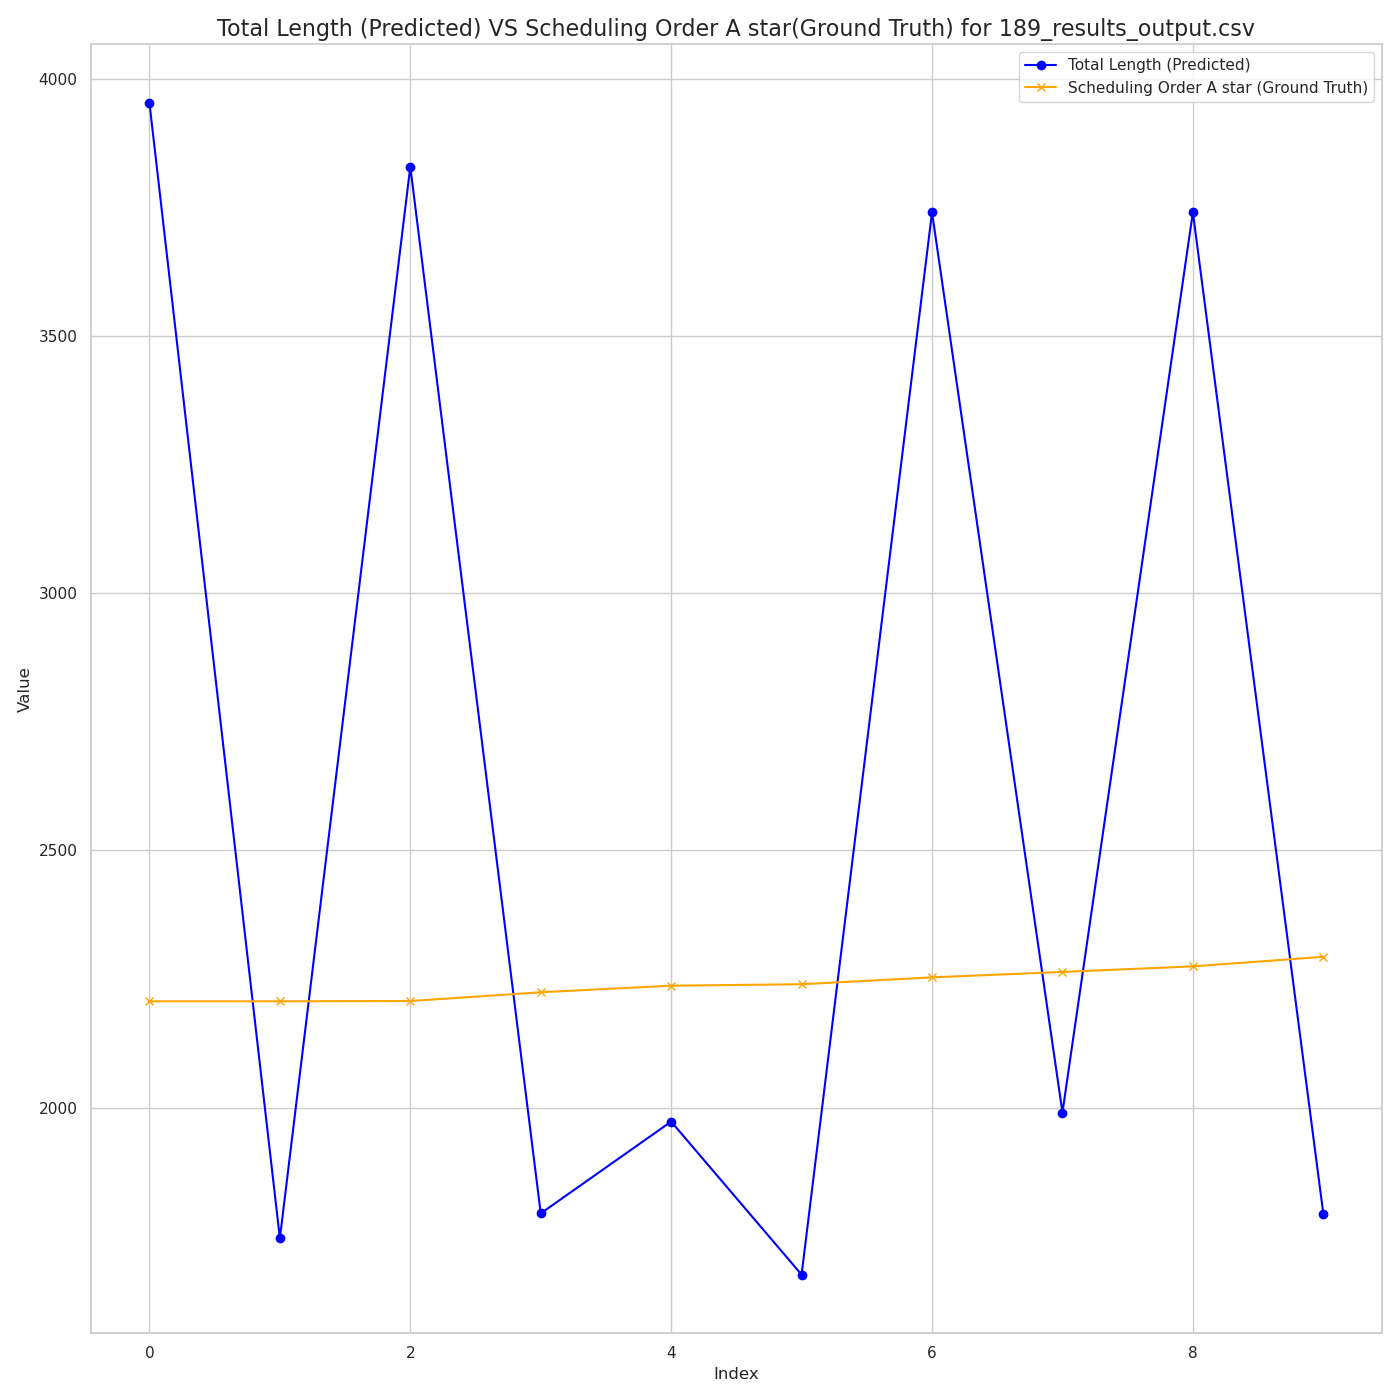 Total Length (Predicted) VS Scheduling Order A star(Ground Truth) for 189_results_output.csv
Total Length (Predicted)
Scheduling Order A star (Ground Truth)
4000
3500
3000
2500
2000
Value
0
2
4
6
8
Index